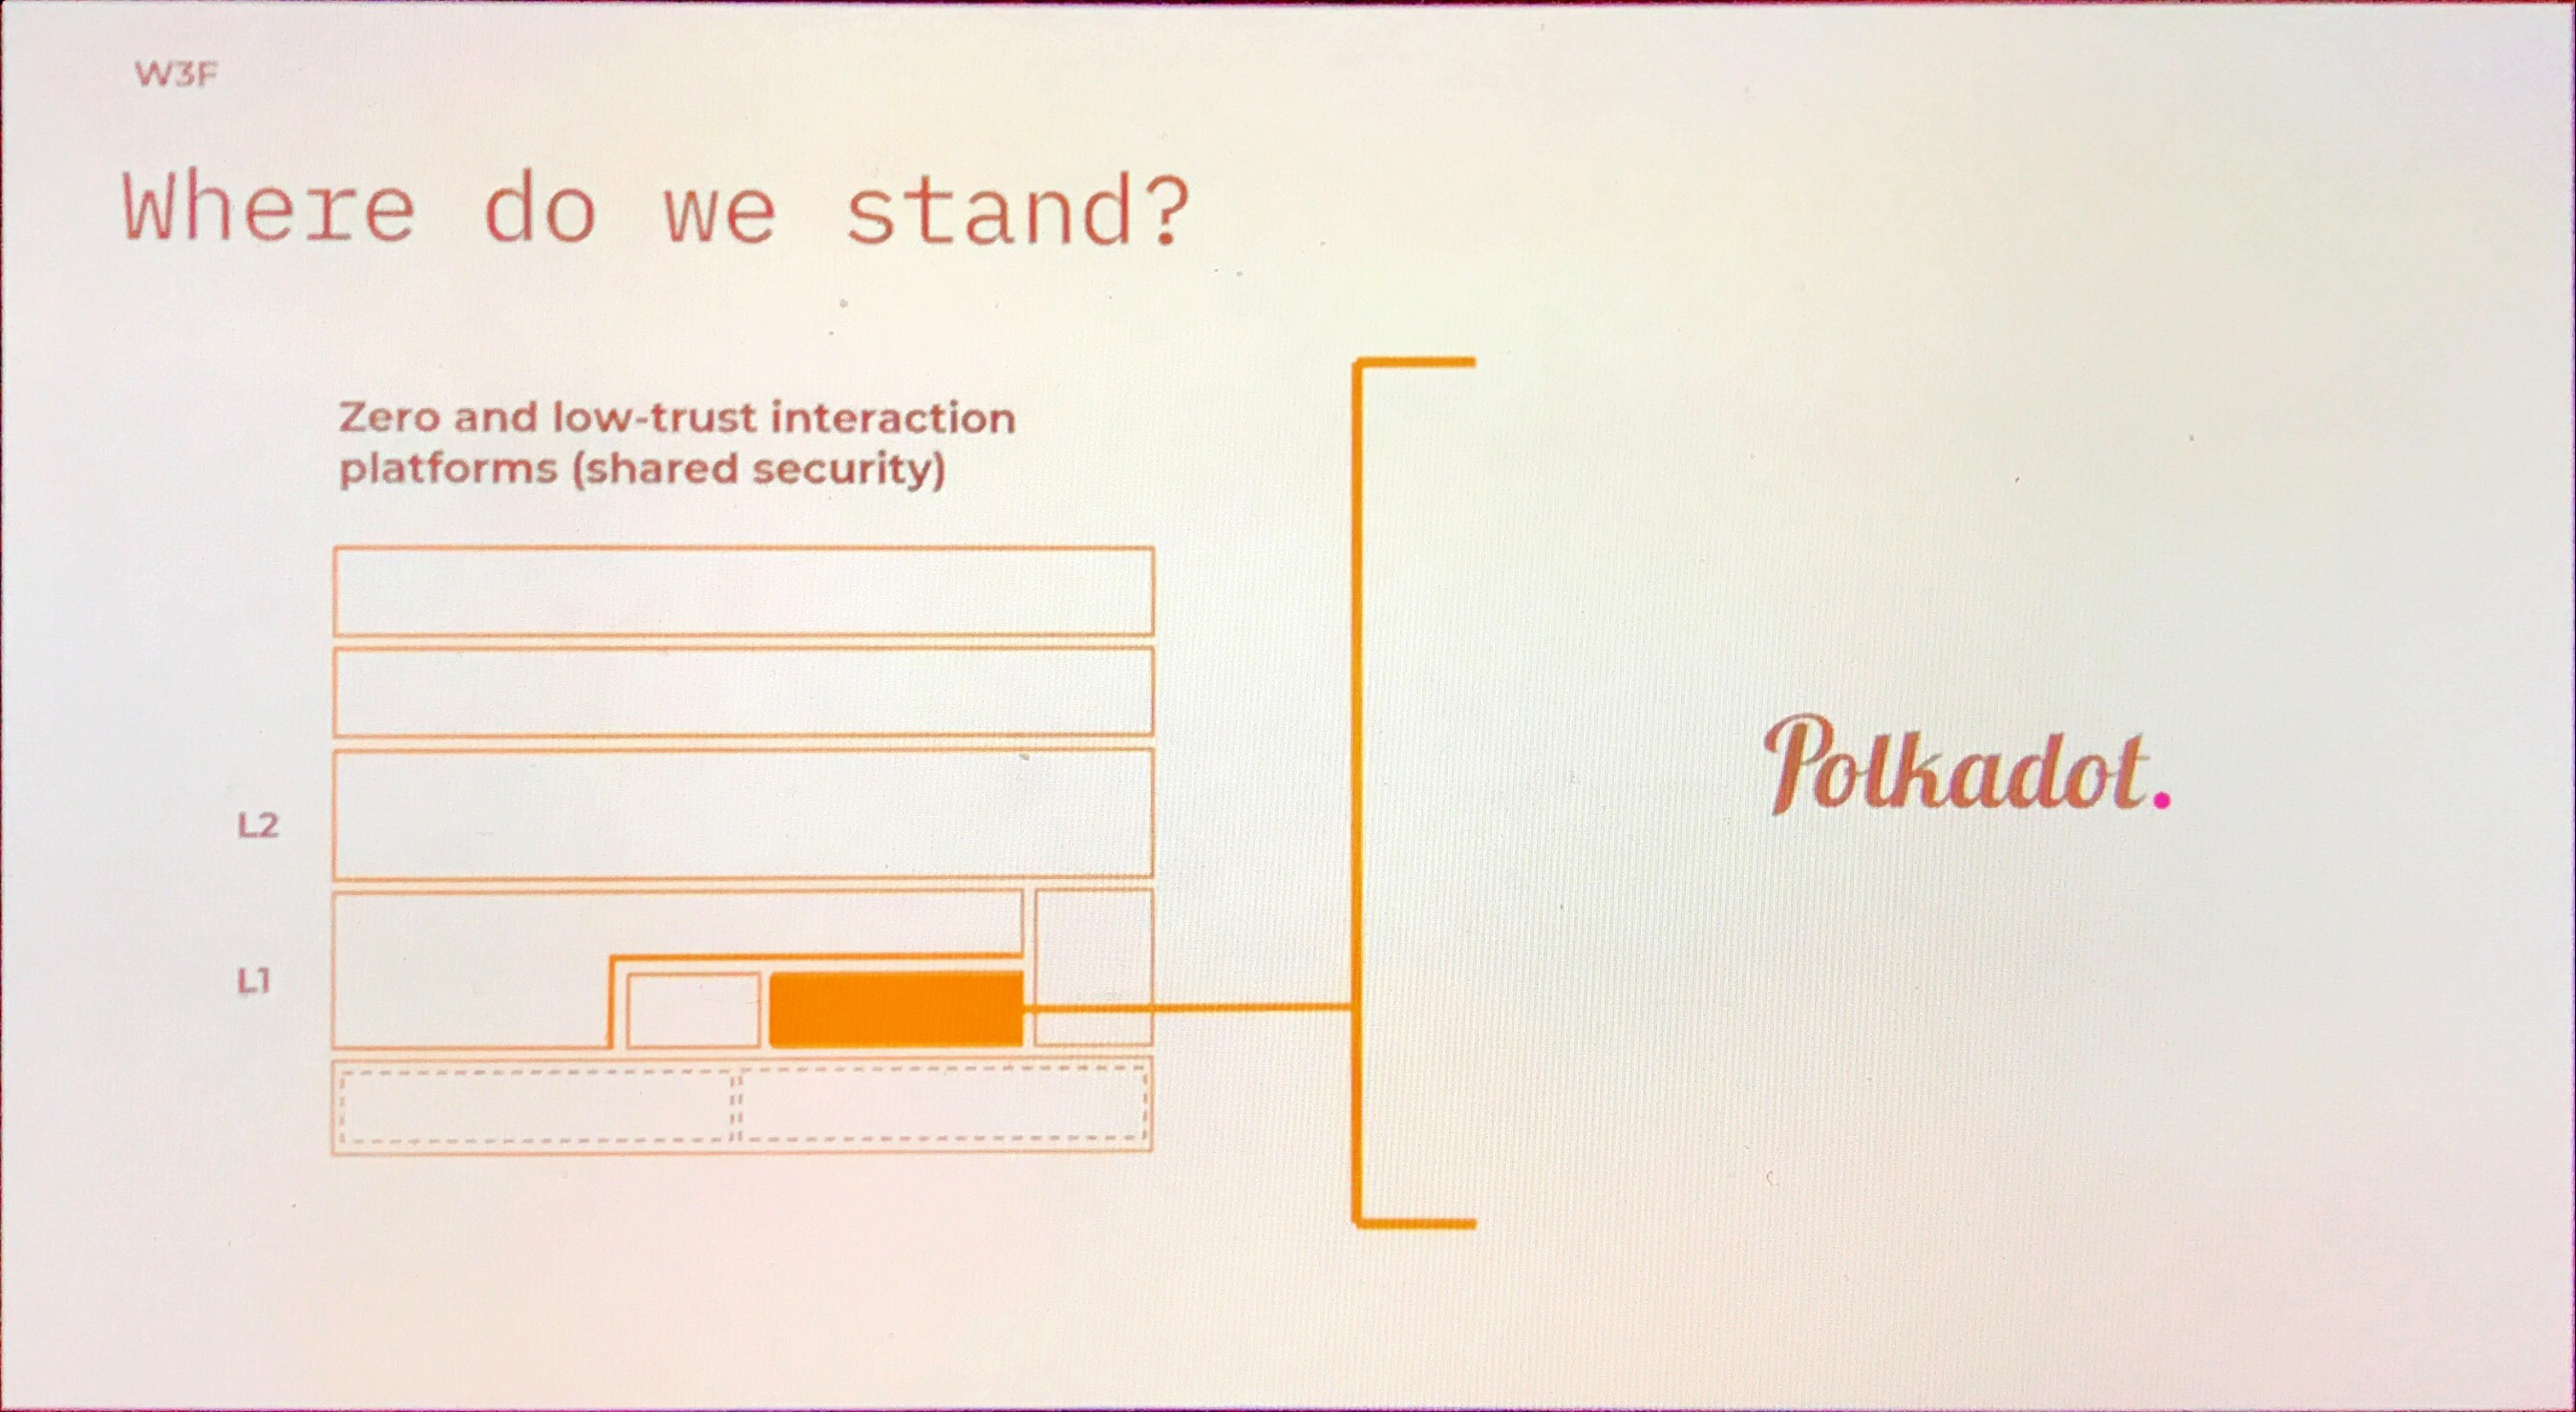 W3F
Where do we stand?
Zero and low-trust interaction
platforms (shared security)
L2
L1
Polkadot.